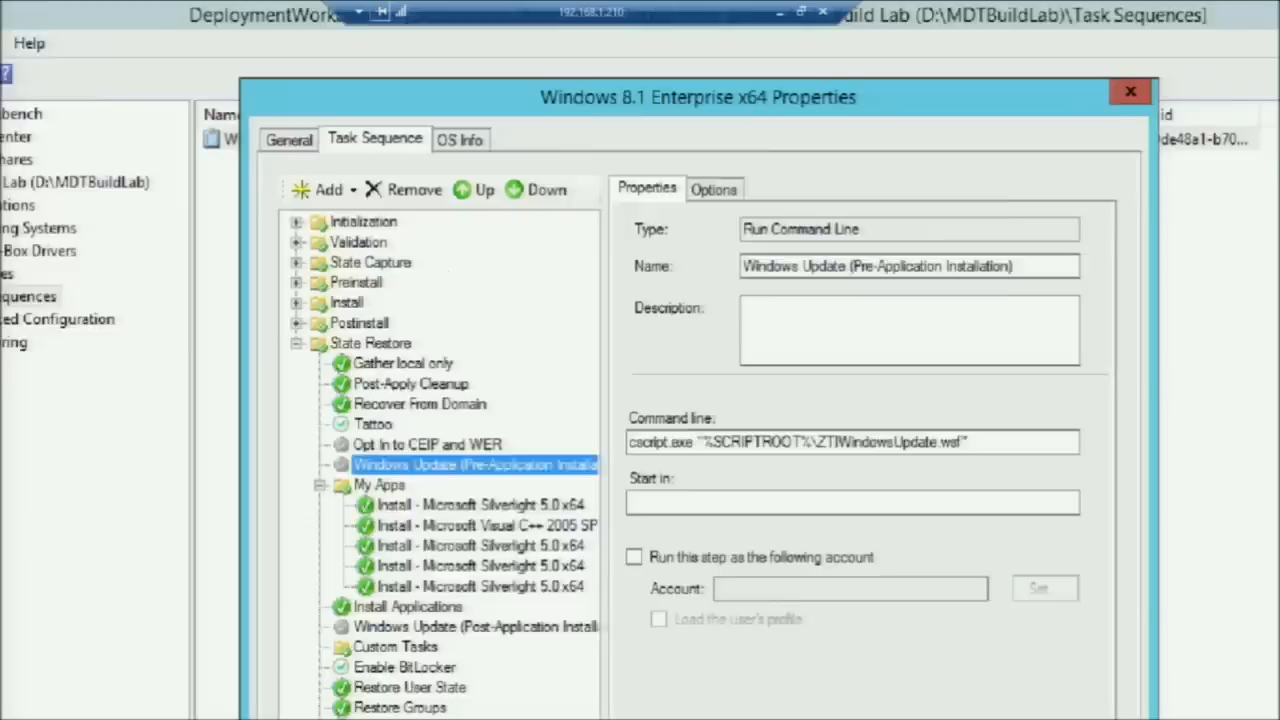 DeploymentWork
192.168.1.210
uild Lab (D:\MDTBuildLab)\Task Sequences]
Help
?
Windows 8.1 Enterprise x64 Properties
bench
enter
hares
Lab (D:\MDTBuildLab)
ations
ng Systems
-Box Drivers
es
equences
ced Configuration
ring
Name
W
id
de48a1-b70...
General
Task Sequence
OS Info
Add
Remove
Up
Down
Initialization
Validation
State Capture
Preinstall
Install
Postinstall
State Restore
Gather local only
Post-Apply Cleanup
Recover From Domain
Tattoo
Opt In to CEIP and WER
Windows Update (Pre-Application Installa
My Apps
Install - Microsoft Silverlight 5.0 x64
Install - Microsoft Visual C++ 2005 SP
Install - Microsoft Silverlight 5.0 x64
Install - Microsoft Silverlight 5.0 x64
Install - Microsoft Silverlight 5.0 x64
Install Applications
Windows Update (Post-Application Install
Custom Tasks
Enable BitLocker
Restore User State
Restore Groups
Properties
Options
Type:
Run Command Line
Name:
Windows Update (Pre-Application Installation)
Description:
Command line:
cscript.exe "%SCRIPTROOT%\ZTIWindowsUpdate.wsf"
Start in:
Run this step as the following account
Account:
Set...
Load the user's profile